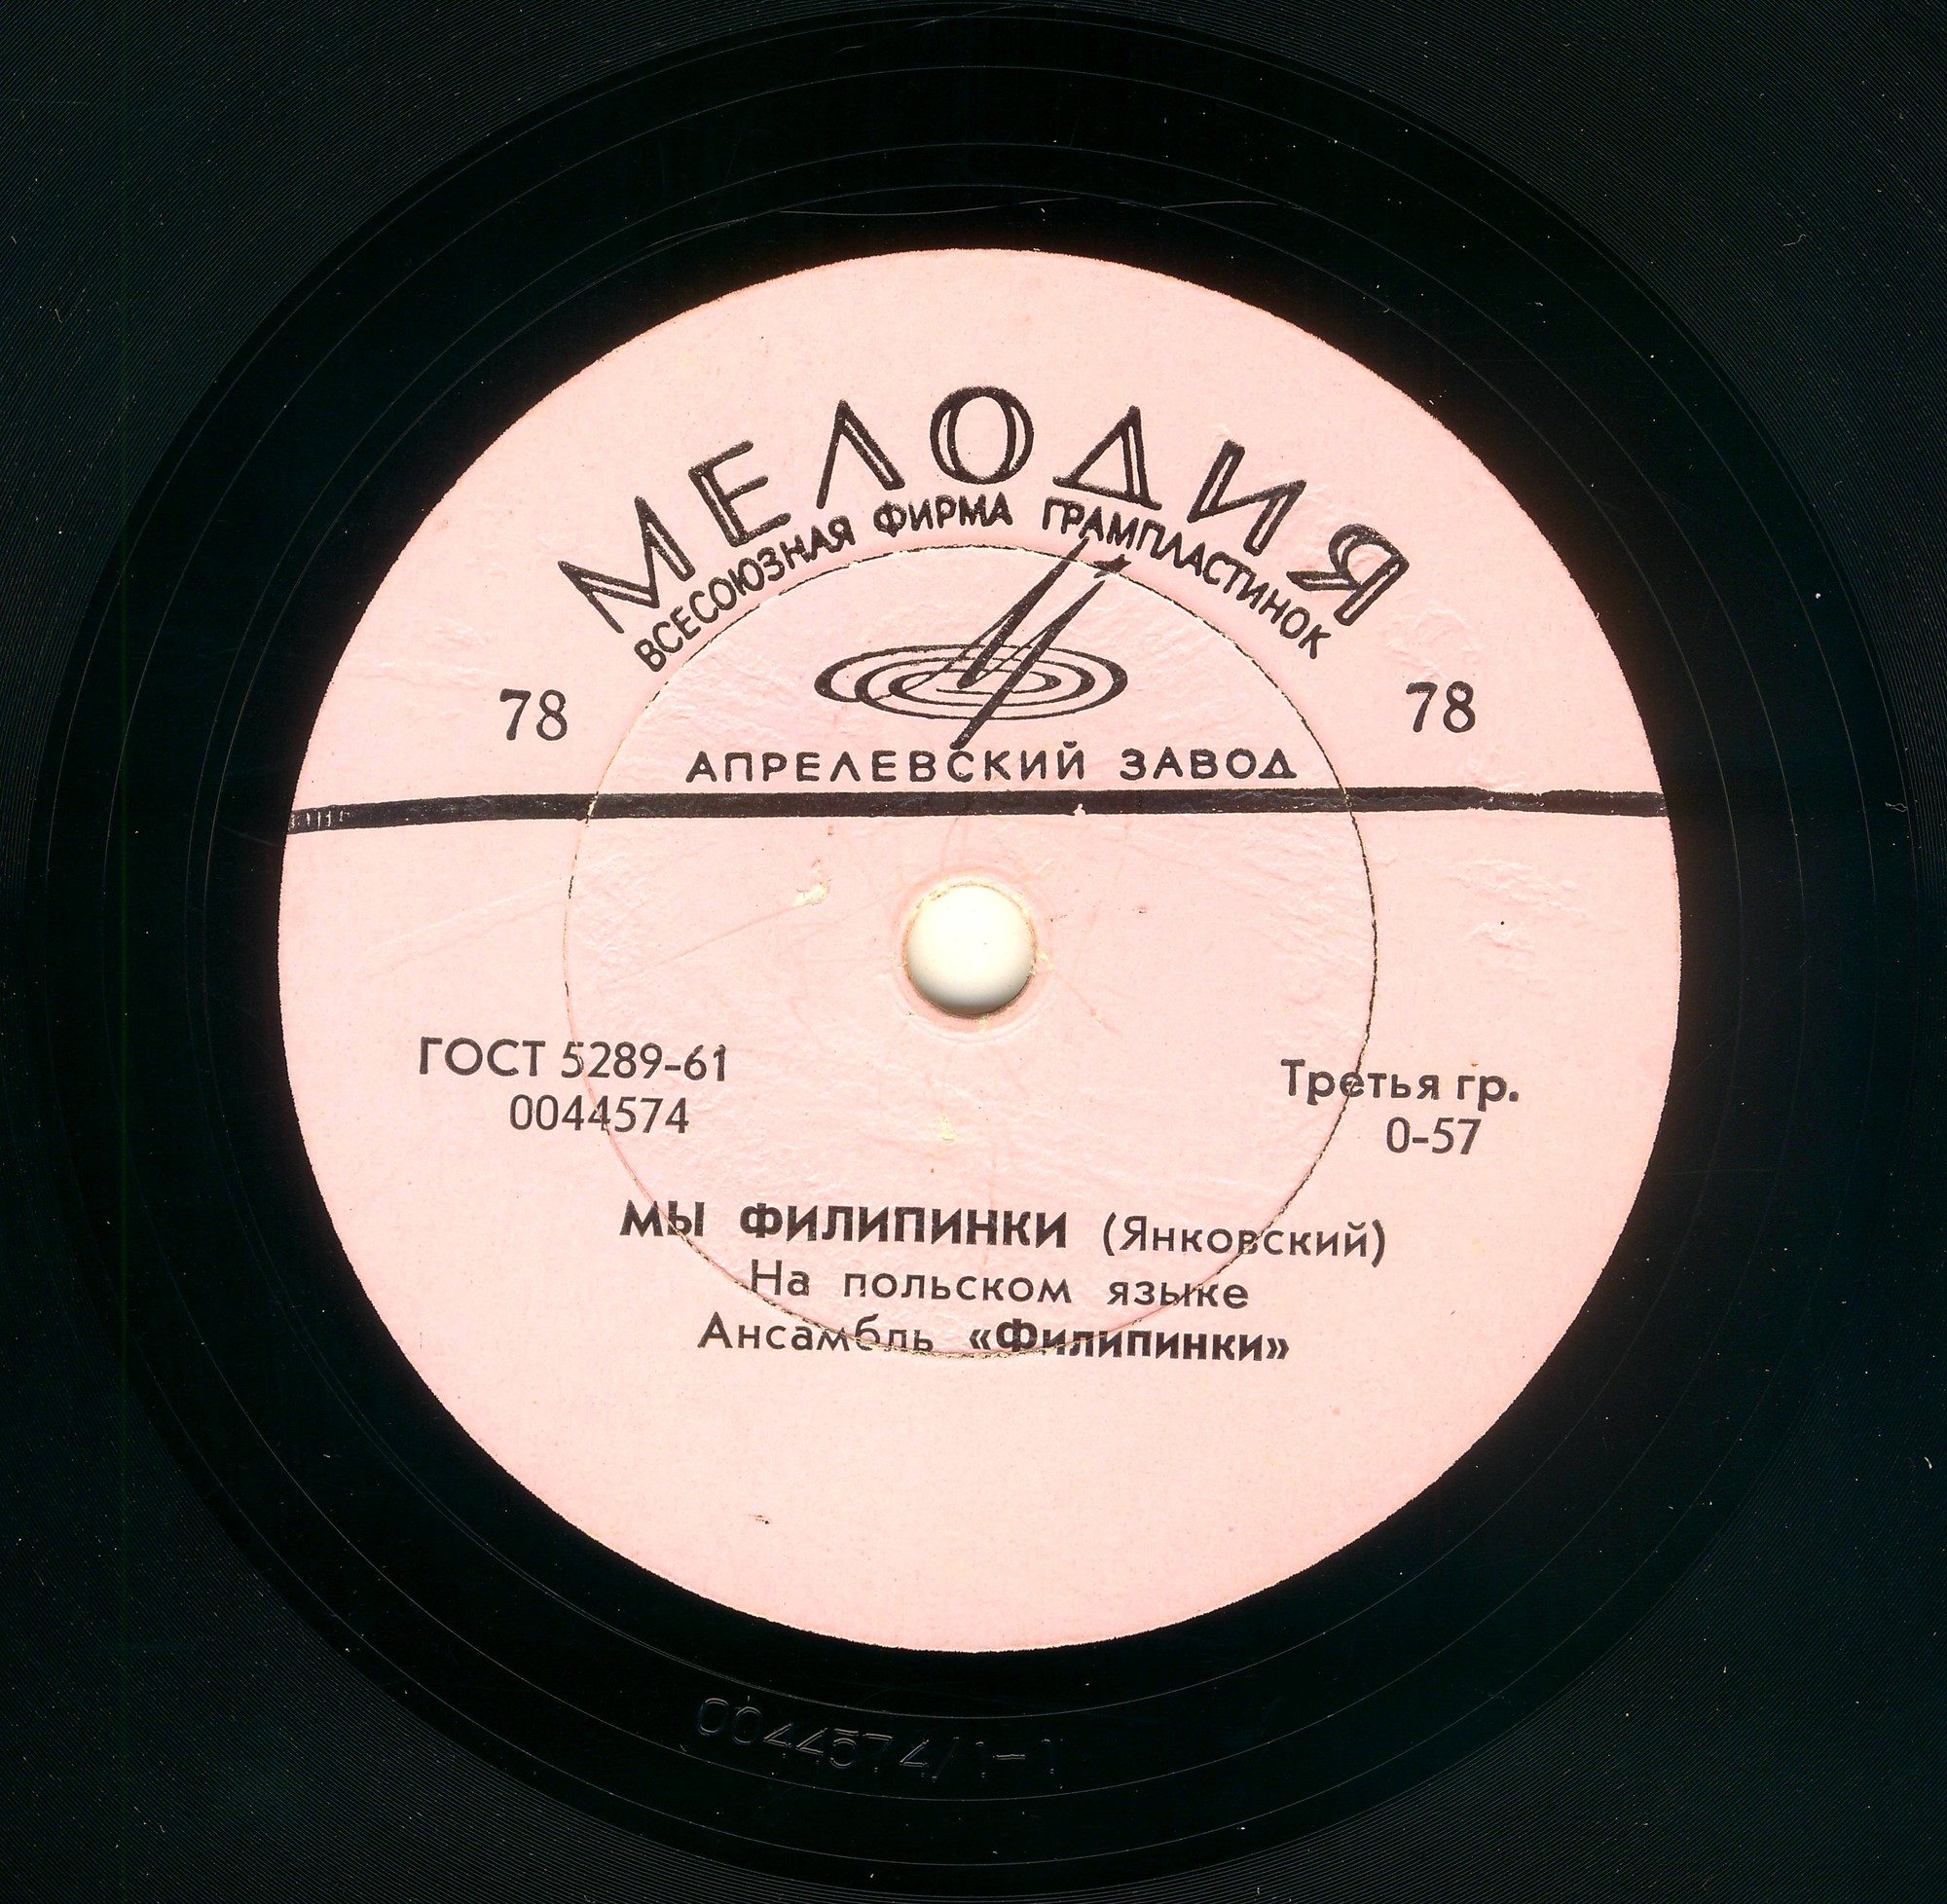 МЕЛОДИЯ
ВСЕСОЮЗНАЯ ФИРМА ГРАМПЛАСТИНОК
78
78
АПРЕЛЕВСКИЙ ЗАВОД
ГОСТ 5289-61
0044574
Третья гр.
0-57
МЫ ФИЛИПИНКИ (Янковский)
На польском языке
Ансамбль «Филипинки»
0044574/1-1